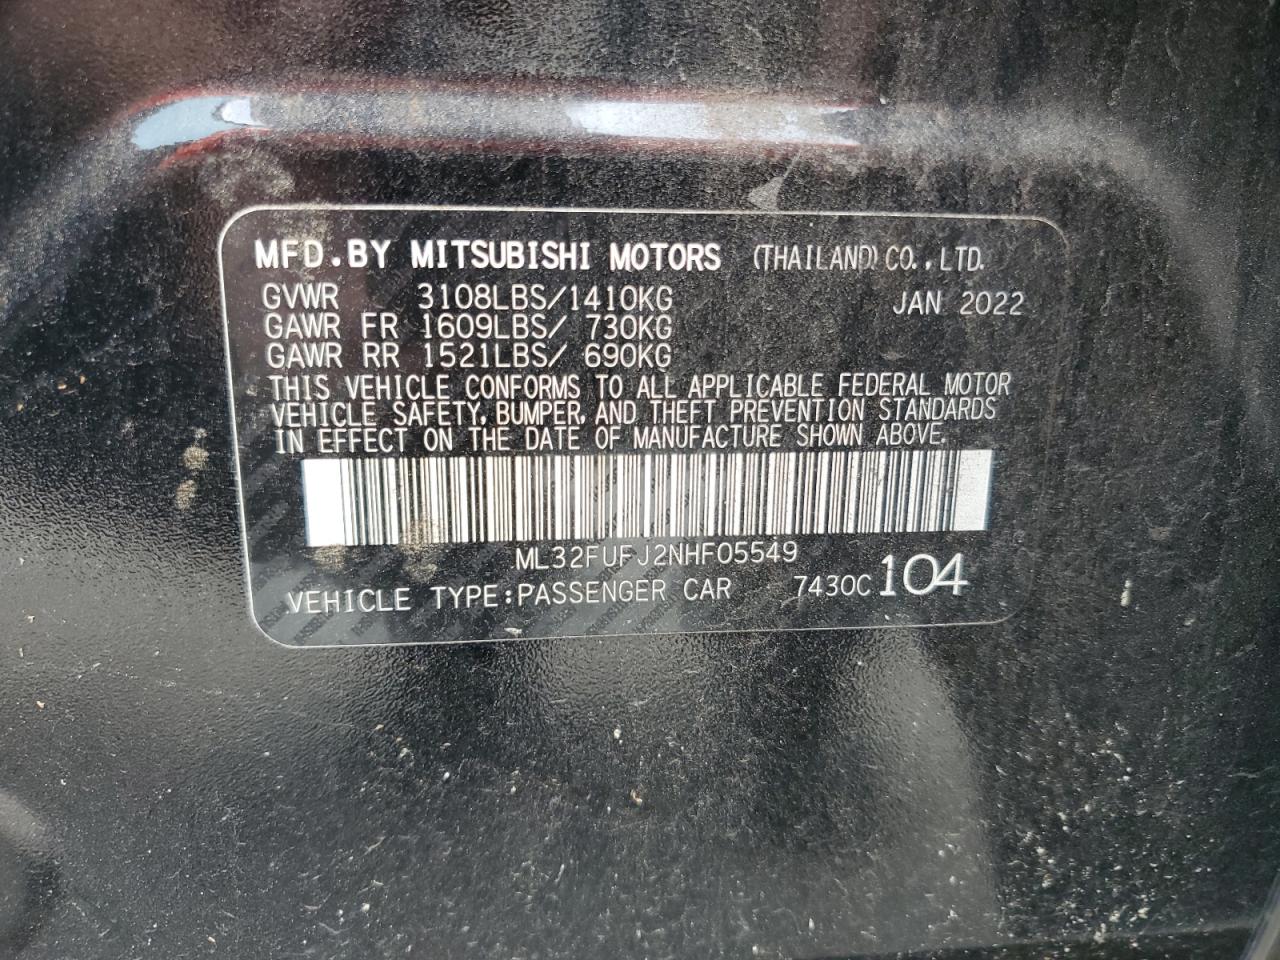 MFD.BY MITSUBISHI MOTORS (THAILAND) CO.,LTD.
GVWR 3108LBS/1410KG JAN 2022
GAWR FR 1609LBS/ 730KG
GAWR RR 1521LBS/ 690KG
THIS VEHICLE CONFORMS TO ALL APPLICABLE FEDERAL MOTOR
VEHICLE SAFETY, BUMPER, AND THEFT PREVENTION STANDARDS
IN EFFECT ON THE DATE OF MANUFACTURE SHOWN ABOVE.
ML32FUFJ2NHF05549
VEHICLE TYPE:PASSENGER CAR 7430C 104